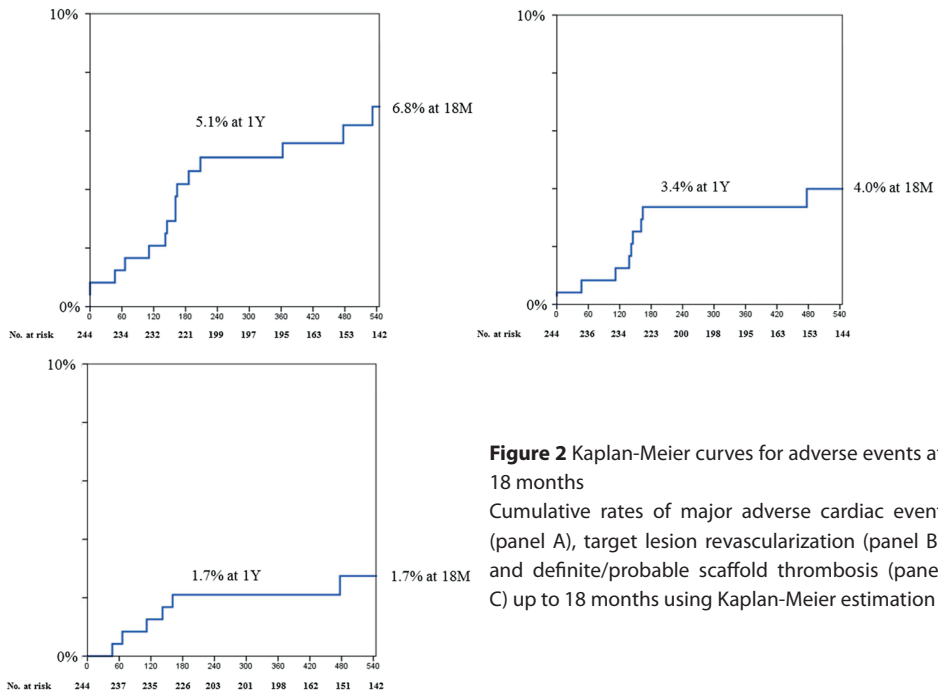 10%
5.1% at 1Y
6.8% at 18M
0%
0 60 120 180 240 300 360 420 480 540
No. at risk 244 234 232 221 199 197 195 163 153 142
10%
3.4% at 1Y
4.0% at 18M
0%
0 60 120 180 240 300 360 420 480 540
No. at risk 244 236 234 223 200 198 195 163 153 144
10%
1.7% at 1Y
1.7% at 18M
0%
0 60 120 180 240 300 360 420 480 540
No. at risk 244 237 235 226 203 201 198 162 151 142
Figure 2 Kaplan-Meier curves for adverse events at
18 months
Cumulative rates of major adverse cardiac event
(panel A), target lesion revascularization (panel B
and definite/probable scaffold thrombosis (panel
C) up to 18 months using Kaplan-Meier estimation